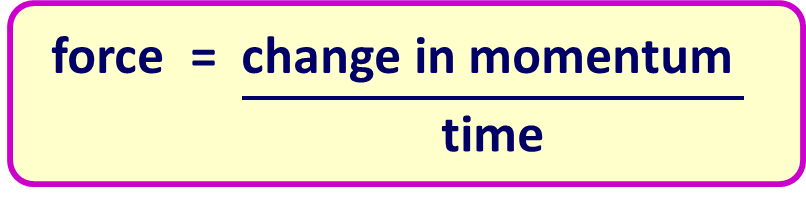 force = change in momentum
time